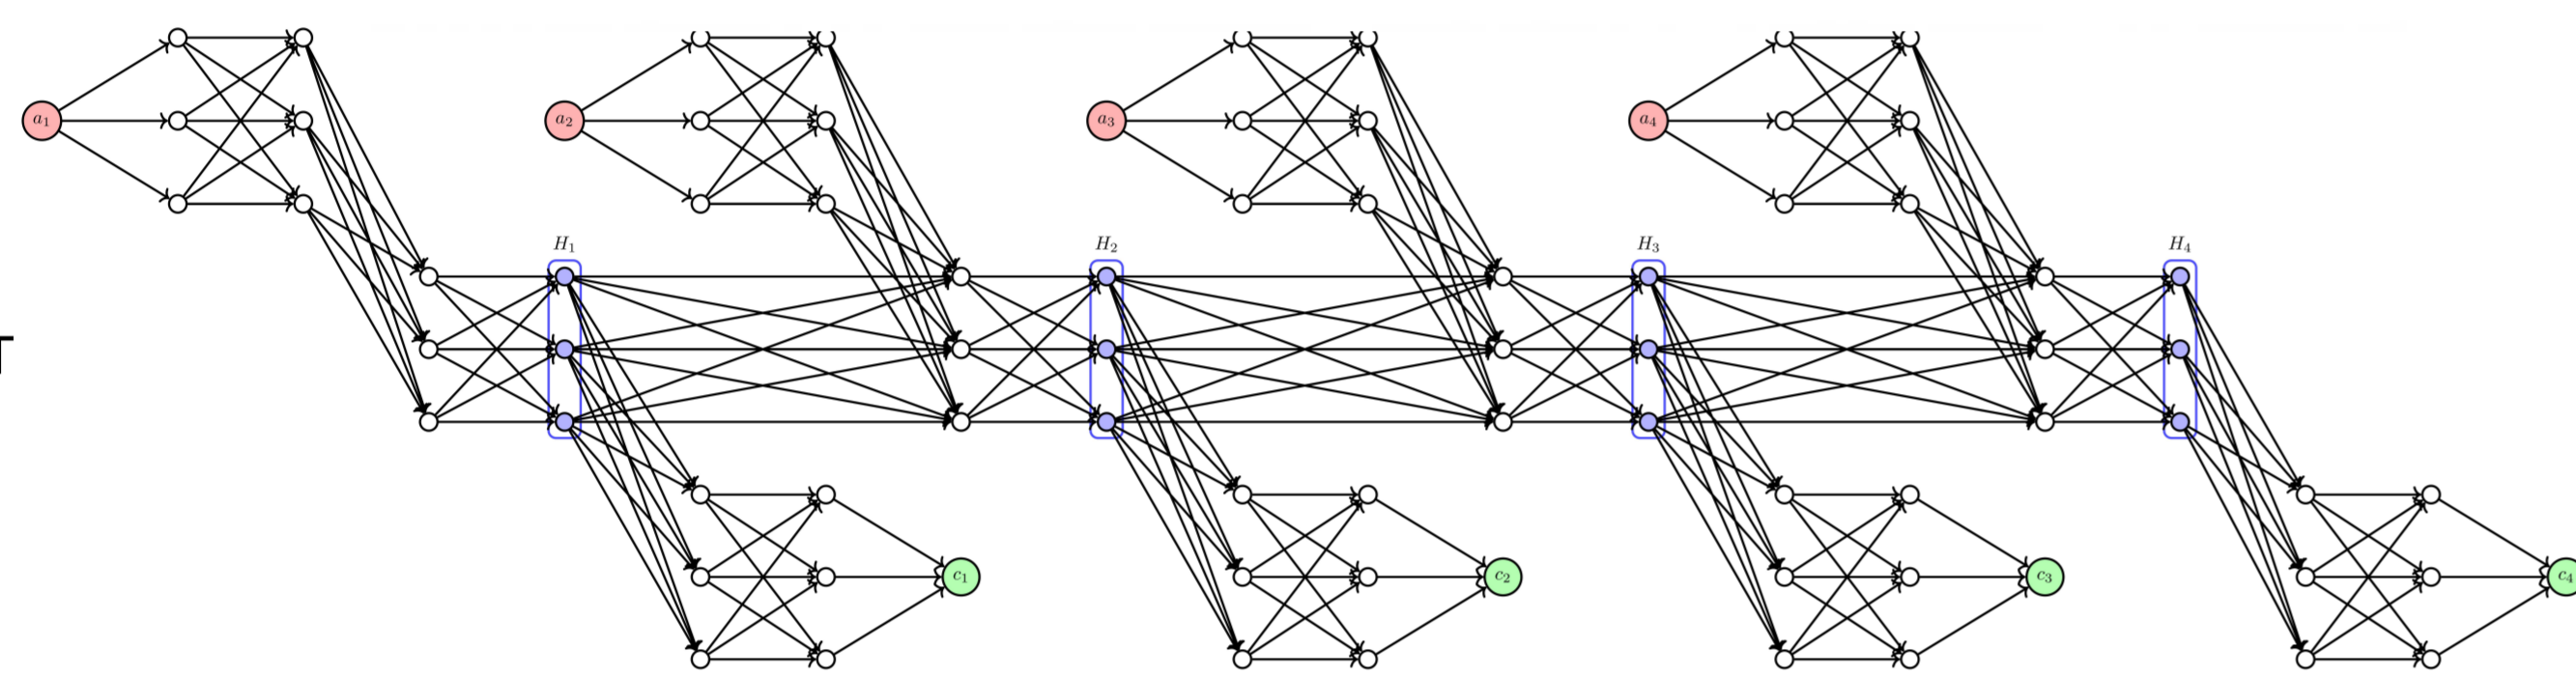 a₁ a₂ a₃ a₄
H₁ H₂ H₃ H₄
c₁ c₂ c₃ c₄